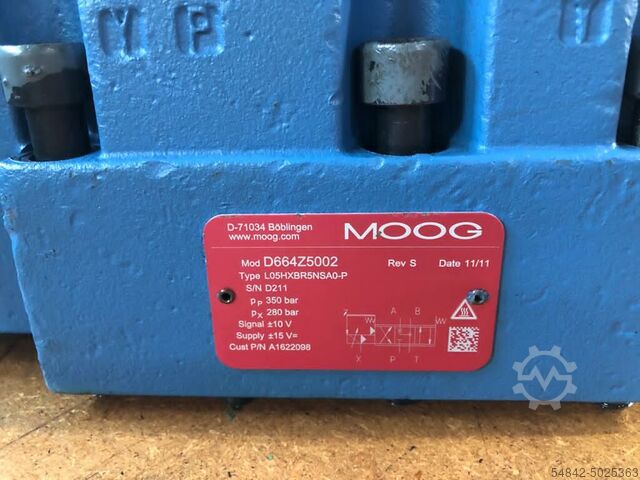 Y P Y
D-71034 Böblingen
www.moog.com
MOOG
Mod D664Z5002 Rev S Date 11/11
Type L05HXBR5NSA0-P
S/N D211
pP 350 bar
pX 280 bar
Signal ±10 V
Supply ±15 V=
Cust P/N A1622098
A B
X P T
54842-5025363